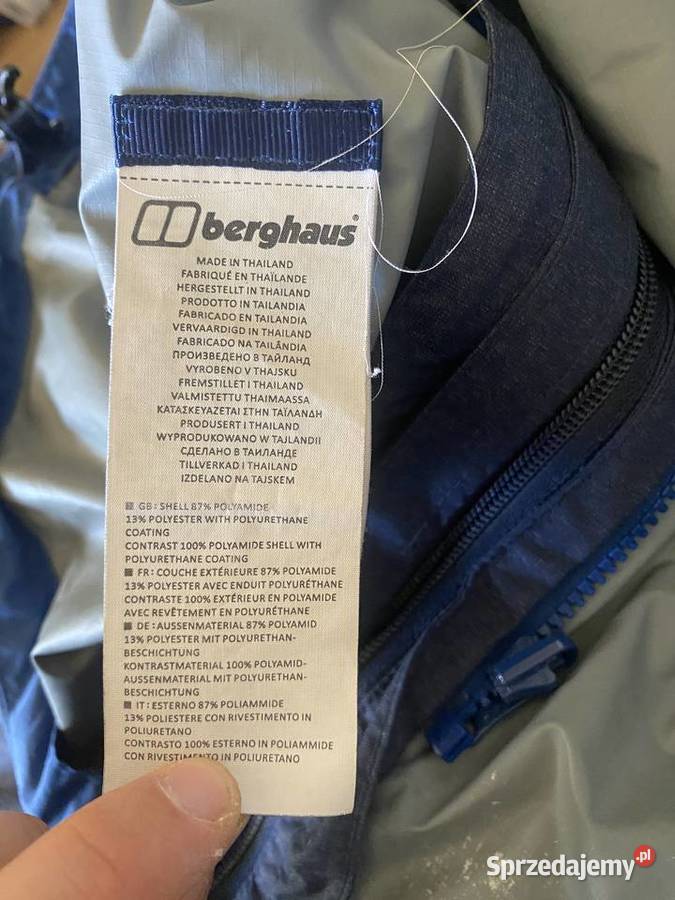 berghaus®
MADE IN THAILAND
FABRIQUÉ EN THAÏLANDE
HERGESTELLT IN THAILAND
PRODOTTO IN TAILANDIA
FABRICADO EN TAILANDIA
VERVAARDIGD IN THAILAND
FABRICADO NA TAILÂNDIA
ПРОИЗВЕДЕНО В ТАЙЛАНД
VYROBENO V THAJSKU
FREMSTILLET I THAILAND
VALMISTETTU THAIMAASSA
ΚΑΤΑΣΚΕΥΑΖΕΤΑΙ ΣΤΗΝ ΤΑΪΛΑΝΔΗ
PRODUSERT I THAILAND
WYPRODUKOWANO W TAJLANDII
СДЕЛАНО В ТАИЛАНДЕ
TILLVERKAD I THAILAND
IZDELANO NA TAJSKEM
GB: SHELL 87% POLYAMIDE
13% POLYESTER WITH POLYURETHANE
COATING
CONTRAST 100% POLYAMIDE SHELL WITH
POLYURETHANE COATING
FR: COUCHE EXTÉRIEURE 87% POLYAMIDE
13% POLYESTER AVEC ENDUIT POLYURÉTHANE
CONTRASTE 100% EXTÉRIEUR EN POLYAMIDE
AVEC REVÊTEMENT EN POLYURÉTHANE
DE: AUSSENMATERIAL 87% POLYAMID
13% POLYESTER MIT POLYURETHAN-
BESCHICHTUNG
KONTRASTMATERIAL 100% POLYAMID-
AUSSENMATERIAL MIT POLYURETHAN-
BESCHICHTUNG
IT: ESTERNO 87% POLIAMMIDE
13% POLIESTERE CON RIVESTIMENTO IN
POLIURETANO
CONTRASTO 100% ESTERNO IN POLIAMMIDE
CON RIVESTIMENTO IN POLIURETANO
Sprzedajemy.pl